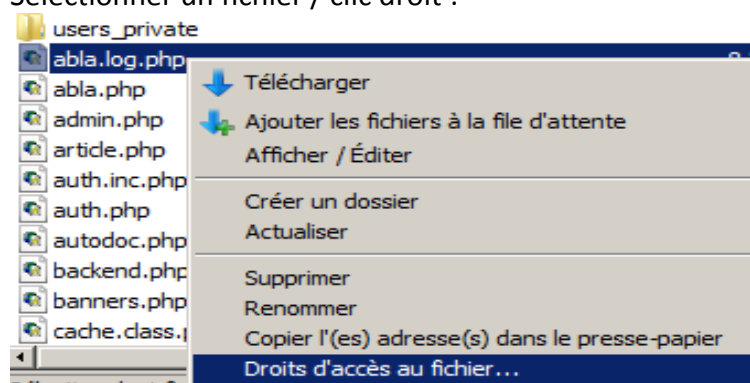 Sélectionner un fichier / clic droit :
users_private
abla.log.php
abla.php
admin.php
article.php
auth.inc.php
auth.php
autodoc.php
backend.php
banners.php
cache.class.
Télécharger
Ajouter les fichiers à la file d'attente
Afficher / Éditer
Créer un dossier
Actualiser
Supprimer
Renommer
Copier l'(es) adresse(s) dans le presse-papier
Droits d'accès au fichier...